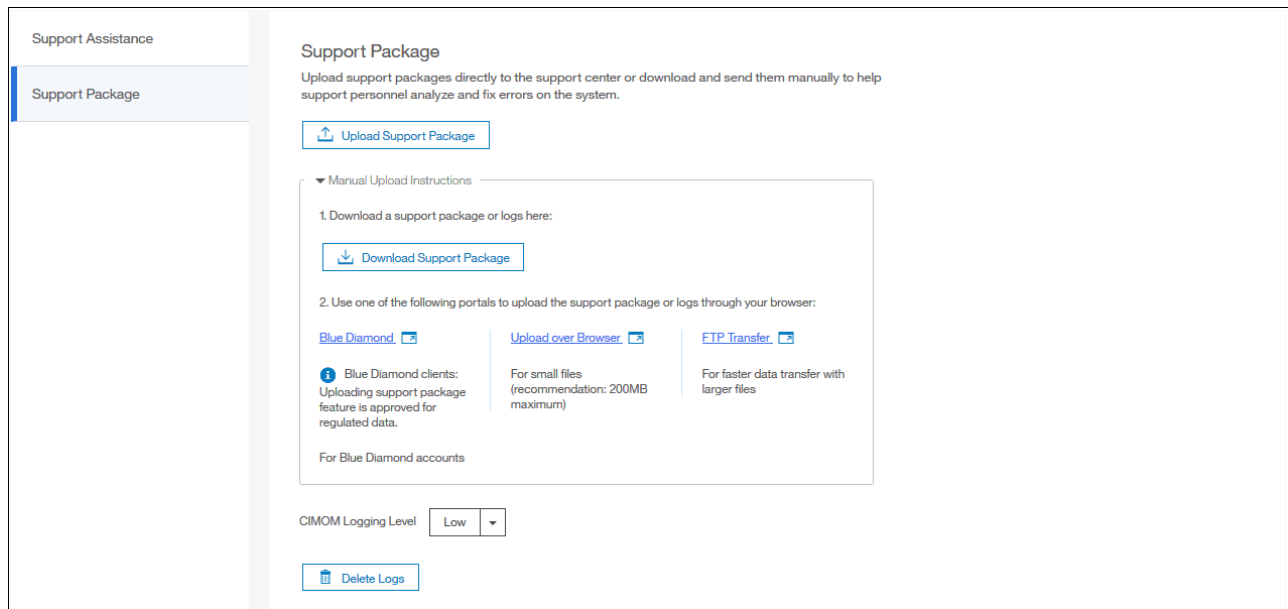 Support Assistance
Support Package
Support Package
Upload support packages directly to the support center or download and send them manually to help
support personnel analyze and fix errors on the system.
Upload Support Package
Manual Upload Instructions
1. Download a support package or logs here:
Download Support Package
2. Use one of the following portals to upload the support package or logs through your browser:
Blue Diamond
Blue Diamond clients:
Uploading support package
feature is approved for
regulated data.
For Blue Diamond accounts
Upload over Browser
For small files
(recommendation: 200MB
maximum)
FTP Transfer
For faster data transfer with
larger files
CIMOM Logging Level
Low
Delete Logs